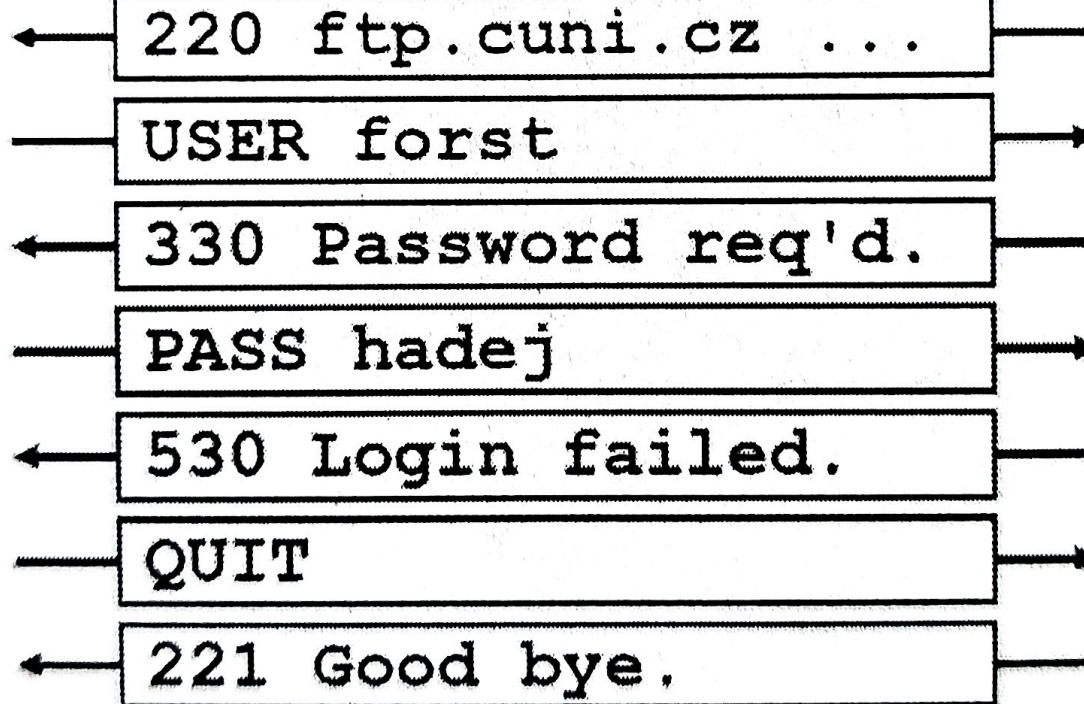 220 ftp.cuni.cz ...
USER forst
330 Password req'd.
PASS hadej
530 Login failed.
QUIT
221 Good bye.